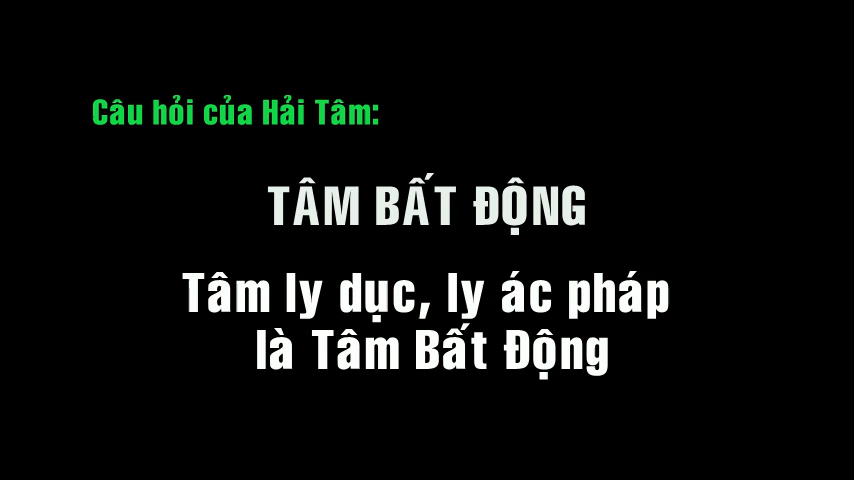 Câu hỏi của Hải Tâm:
TÂM BẤT ĐỘNG
Tâm ly dục, ly ác pháp
là Tâm Bất Động